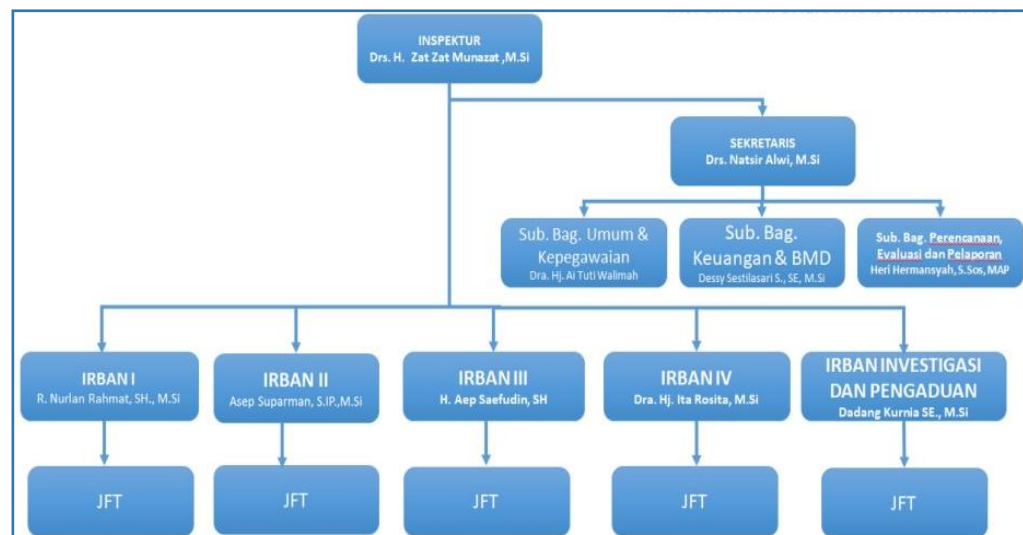 INSPEKTUR
Drs. H. Zat Zat Munazat ,M.Si
SEKRETARIS
Drs. Natsir Alwi, M.Si
Sub. Bag. Umum &
Kepegawaian
Dra. Hj. Ai Tuti Walimah
Sub. Bag.
Keuangan & BMD
Dessy Sestilasari S., SE, M.Si
Sub. Bag. Perencanaan,
Evaluasi dan Pelaporan
Heri Hermansyah, S.Sos, MAP
IRBAN I
R. Nurlan Rahmat, SH., M.Si
IRBAN II
Asep Suparman, S.IP.,M.Si
IRBAN III
H. Aep Saefudin, SH
IRBAN IV
Dra. Hj. Ita Rosita, M.Si
IRBAN INVESTIGASI
DAN PENGADUAN
Dadang Kurnia SE., M.Si
JFT
JFT
JFT
JFT
JFT